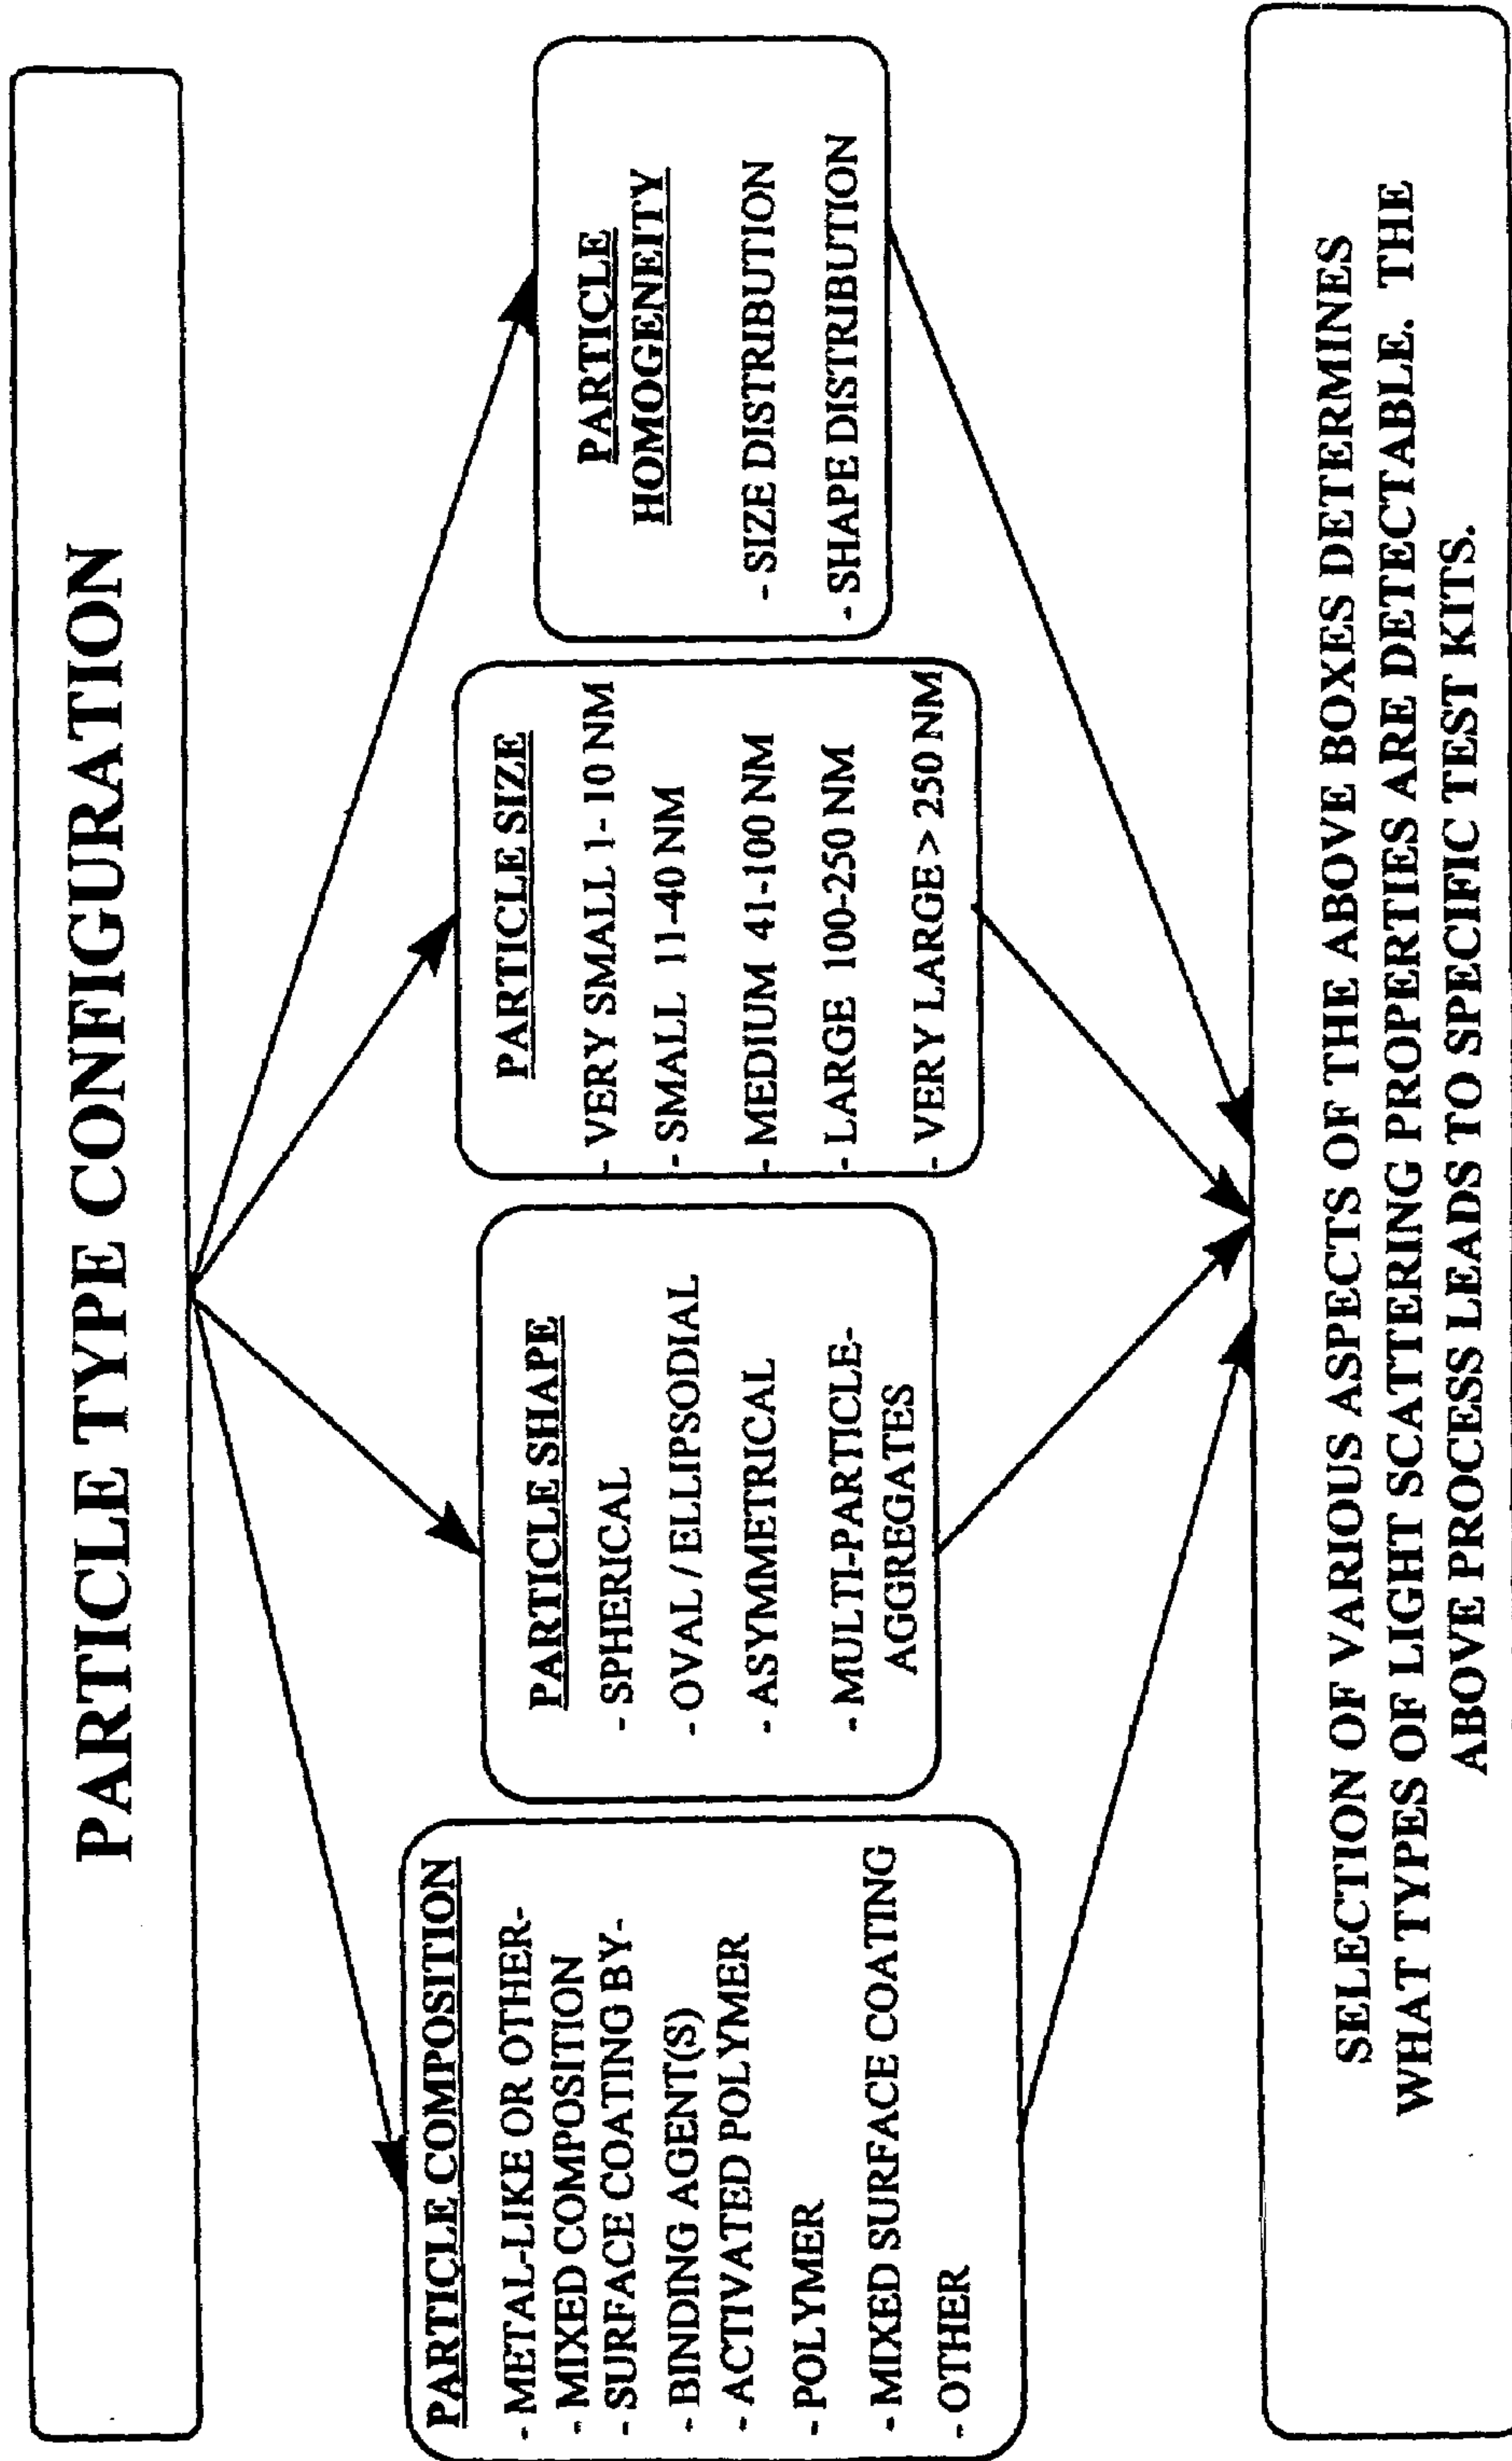 PARTICLE TYPE CONFIGURATION
PARTICLE COMPOSITION
- METAL-LIKE OR OTHER-
- MIXED COMPOSITION
- SURFACE COATING BY-
- BINDING AGENT(S)
- ACTIVATED POLYMER
- POLYMER
- MIXED SURFACE COATING
- OTHER
PARTICLE SHAPE
- SPHERICAL
- OVAL / ELLIPSODIAL
- ASYMMETRICAL
- MULTI-PARTICLE-
AGGREGATES
PARTICLE SIZE
- VERY SMALL 1- 10 NM
- SMALL 11-40 NM
- MEDIUM 41-100 NM
- LARGE 100-250 NM
- VERY LARGE > 250 NM
PARTICLE
HOMOGENEITY
- SIZE DISTRIBUTION
- SHAPE DISTRIBUTION
SELECTION OF VARIOUS ASPECTS OF THE ABOVE BOXES DETERMINES
WHAT TYPES OF LIGHT SCATTERING PROPERTIES ARE DETECTABLE. THE
ABOVE PROCESS LEADS TO SPECIFIC TEST KITS.